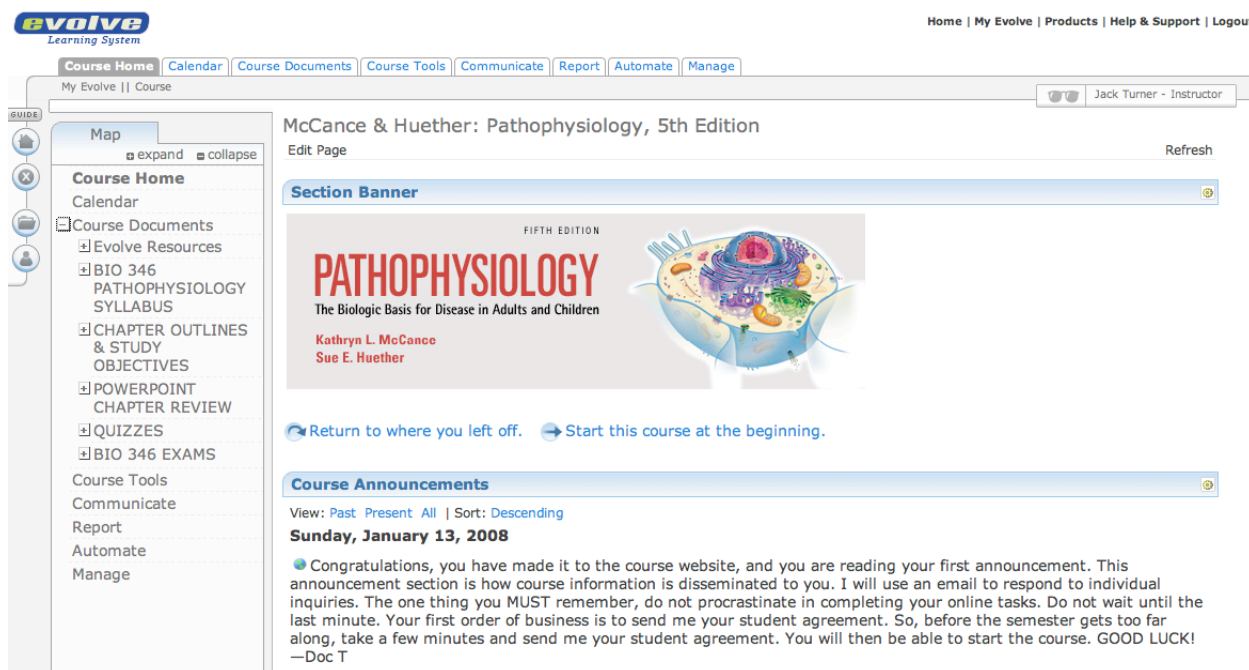 evolve
Learning System
Home | My Evolve | Products | Help & Support | Logou
Course Home Calendar Course Documents Course Tools Communicate Report Automate Manage
My Evolve || Course
Jack Turner - Instructor
GUIDE
Map
expand collapse
Course Home
Calendar
Course Documents
Evolve Resources
BIO 346
PATHOPHYSIOLOGY
SYLLABUS
CHAPTER OUTLINES
& STUDY
OBJECTIVES
POWERPOINT
CHAPTER REVIEW
QUIZZES
BIO 346 EXAMS
Course Tools
Communicate
Report
Automate
Manage
McCance & Huether: Pathophysiology, 5th Edition
Edit Page Refresh
Section Banner
FIFTH EDITION
PATHOPHYSIOLOGY
The Biologic Basis for Disease in Adults and Children
Kathryn L. McCance
Sue E. Huether
Return to where you left off. Start this course at the beginning.
Course Announcements
View: Past Present All | Sort: Descending
Sunday, January 13, 2008
Congratulations, you have made it to the course website, and you are reading your first announcement. This
announcement section is how course information is disseminated to you. I will use an email to respond to individual
inquiries. The one thing you MUST remember, do not procrastinate in completing your online tasks. Do not wait until the
last minute. Your first order of business is to send me your student agreement. So, before the semester gets too far
along, take a few minutes and send me your student agreement. You will then be able to start the course. GOOD LUCK!
—Doc T